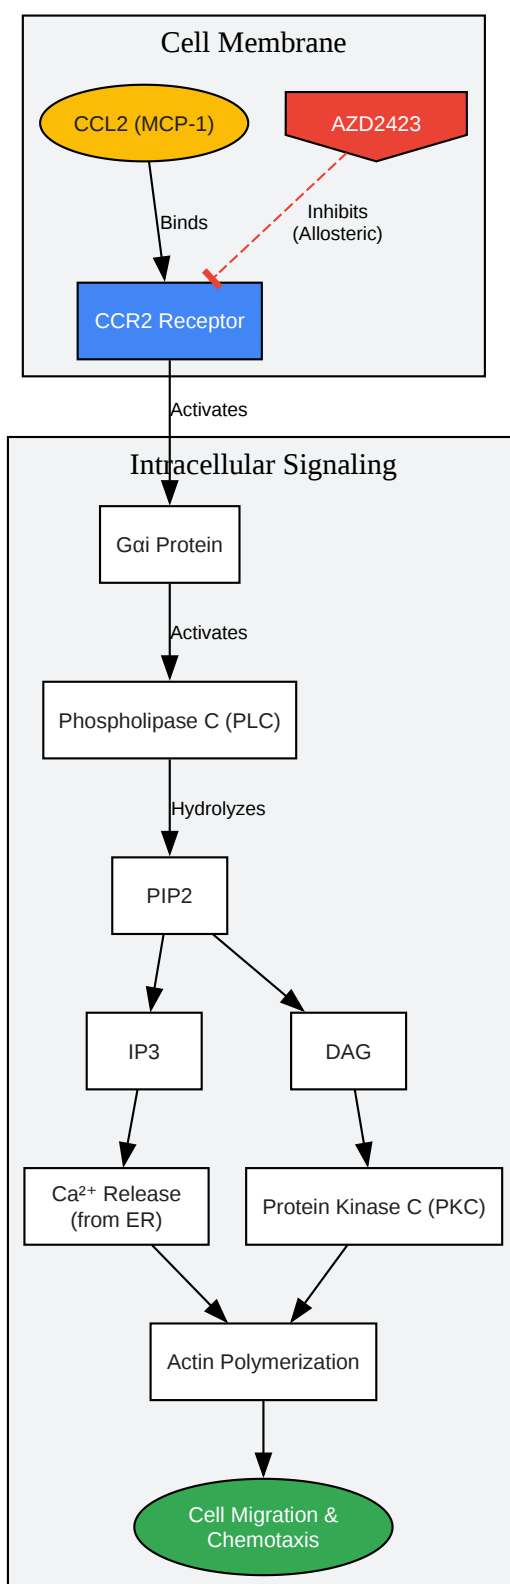 Cell Membrane
CCL2 (MCP-1)
AZD2423
Binds
Inhibits
(Allosteric)
CCR2 Receptor
Activates
Intracellular Signaling
Gαi Protein
Activates
Phospholipase C (PLC)
Hydrolyzes
PIP2
IP3
DAG
Ca²⁺ Release
(from ER)
Protein Kinase C (PKC)
Actin Polymerization
Cell Migration &
Chemotaxis